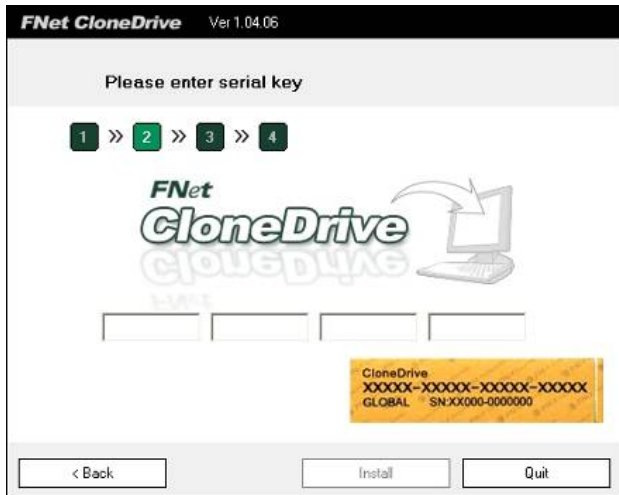 FNet CloneDrive Ver 1.04.06
Please enter serial key
1 » 2 » 3 » 4
FNet
CloneDrive
CloneDrive
XXXXX-XXXXX-XXXXX-XXXXX
GLOBAL SN:XX000-0000000
< Back Install Quit